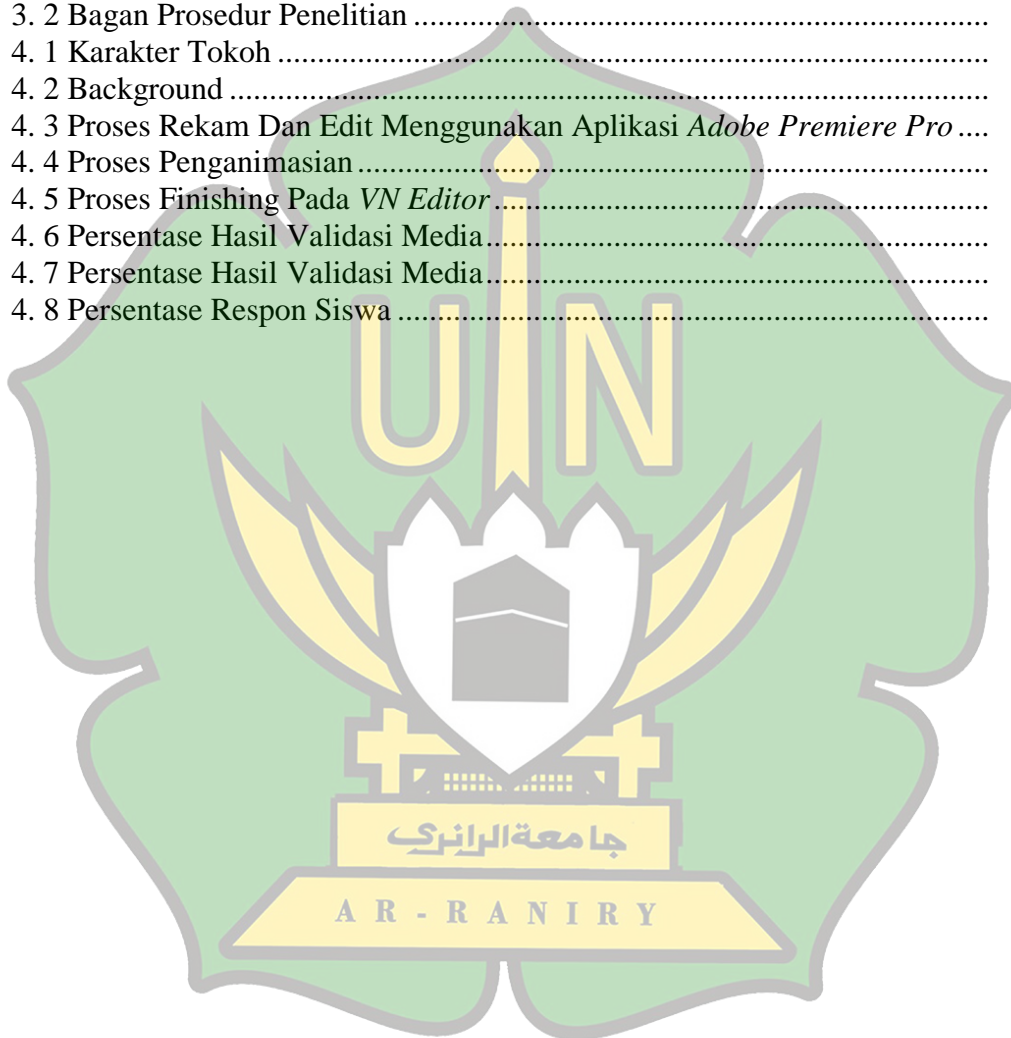 3. 2 Bagan Prosedur Penelitian ........................................................................
4. 1 Karakter Tokoh .........................................................................................
4. 2 Background ...............................................................................................
4. 3 Proses Rekam Dan Edit Menggunakan Aplikasi Adobe Premiere Pro ....
4. 4 Proses Penganimasian ...............................................................................
4. 5 Proses Finishing Pada VN Editor ..............................................................
4. 6 Persentase Hasil Validasi Media ...............................................................
4. 7 Persentase Hasil Validasi Media ...............................................................
4. 8 Persentase Respon Siswa ..........................................................................
UIN
جامعة الرانري
AR-RANIRY